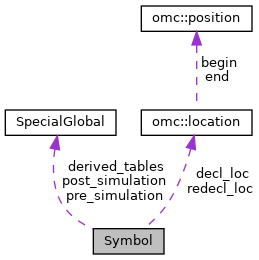 omc::position
begin
end
SpecialGlobal
omc::location
derived_tables
post_simulation
pre_simulation
decl_loc
redecl_loc
Symbol